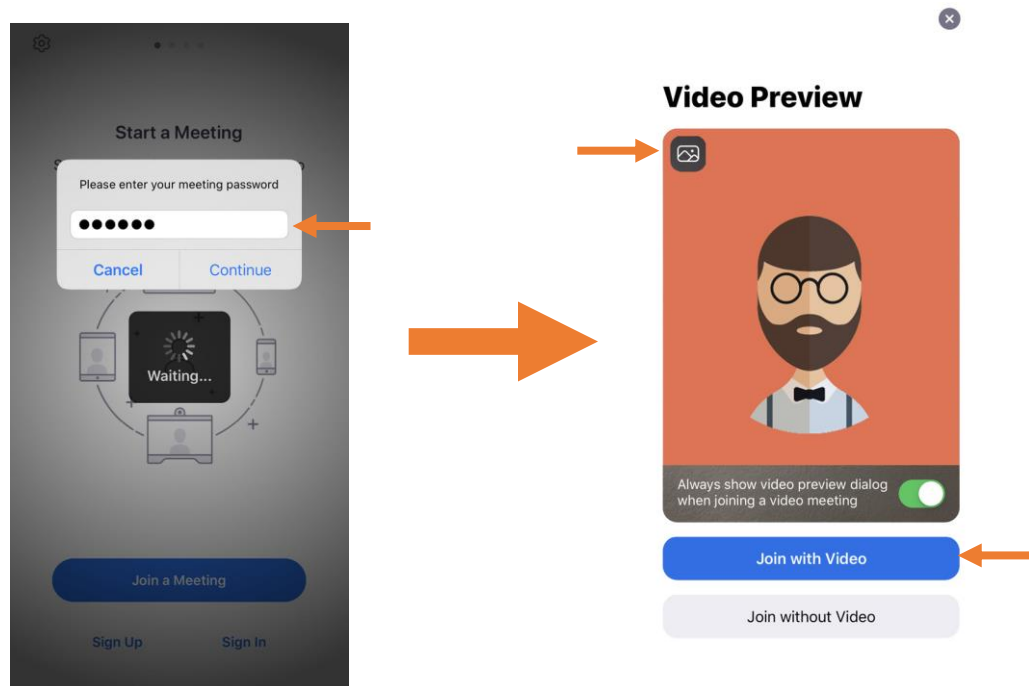 Start a Meeting
Please enter your meeting password
●●●●●●
Cancel
Continue
Waiting...
Join a Meeting
Sign Up
Sign In
Video Preview
Always show video preview dialog
when joining a video meeting
Join with Video
Join without Video